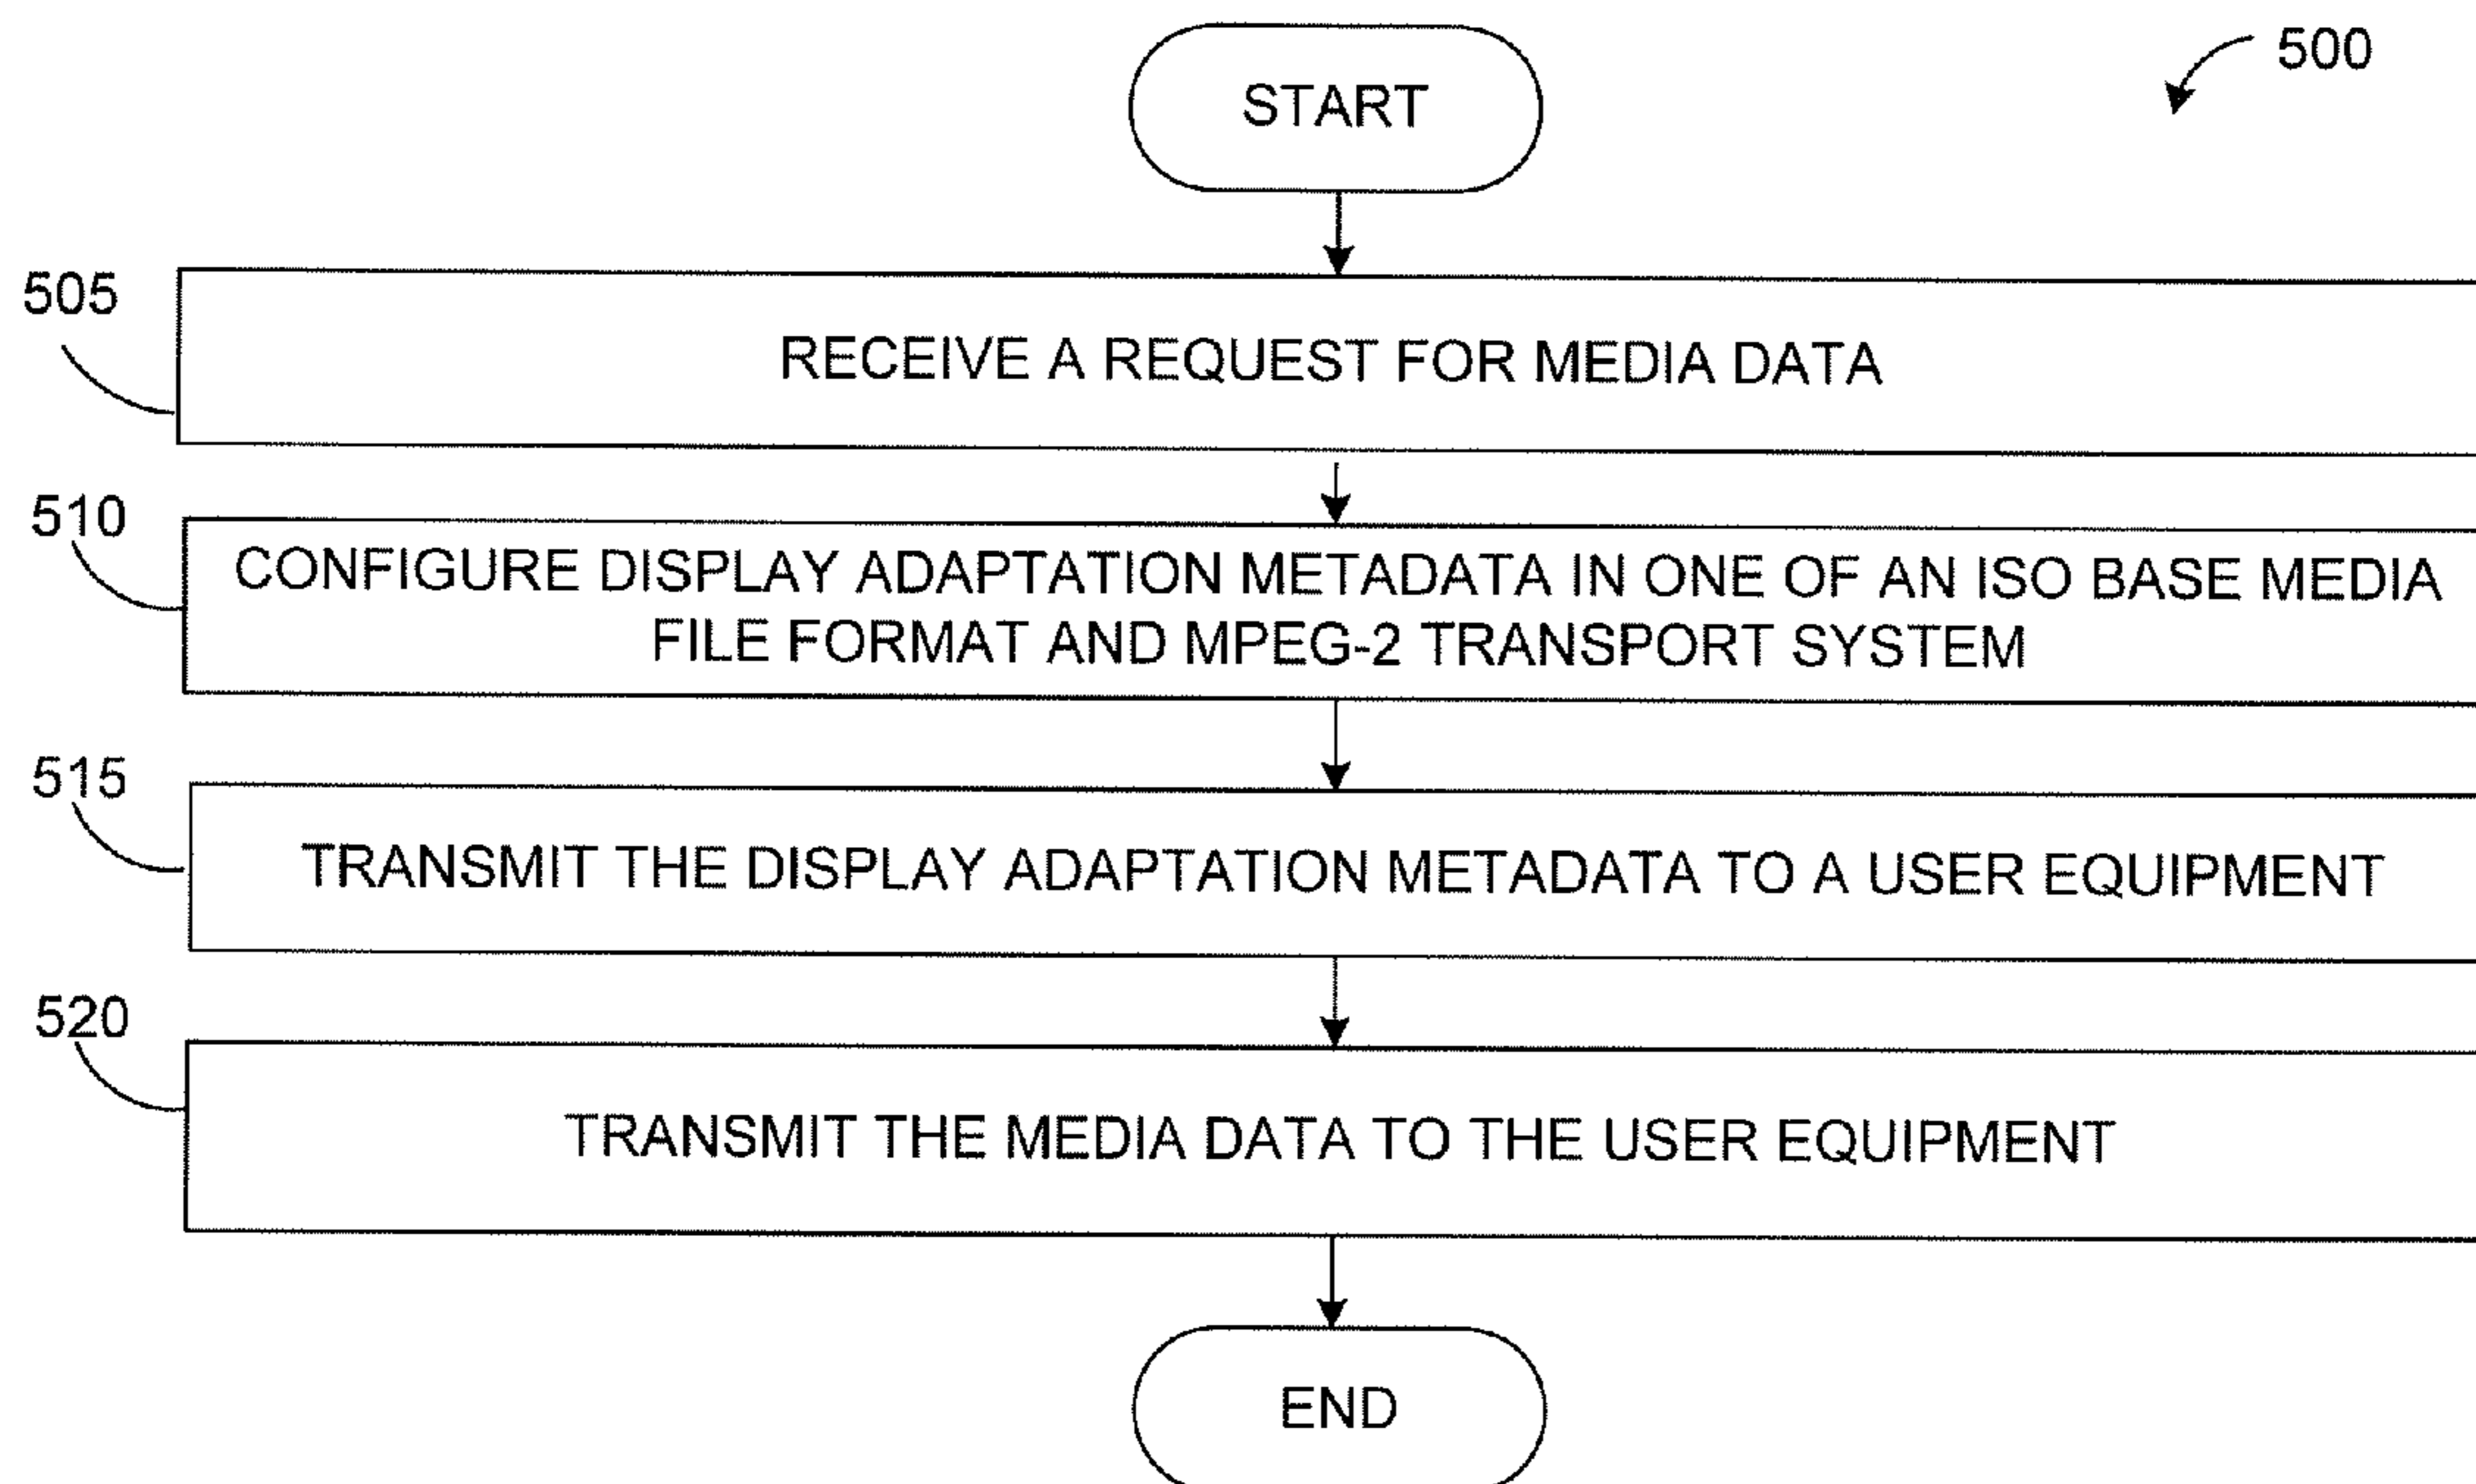 START
500
505
RECEIVE A REQUEST FOR MEDIA DATA
510
CONFIGURE DISPLAY ADAPTATION METADATA IN ONE OF AN ISO BASE MEDIA
FILE FORMAT AND MPEG-2 TRANSPORT SYSTEM
515
TRANSMIT THE DISPLAY ADAPTATION METADATA TO A USER EQUIPMENT
520
TRANSMIT THE MEDIA DATA TO THE USER EQUIPMENT
END